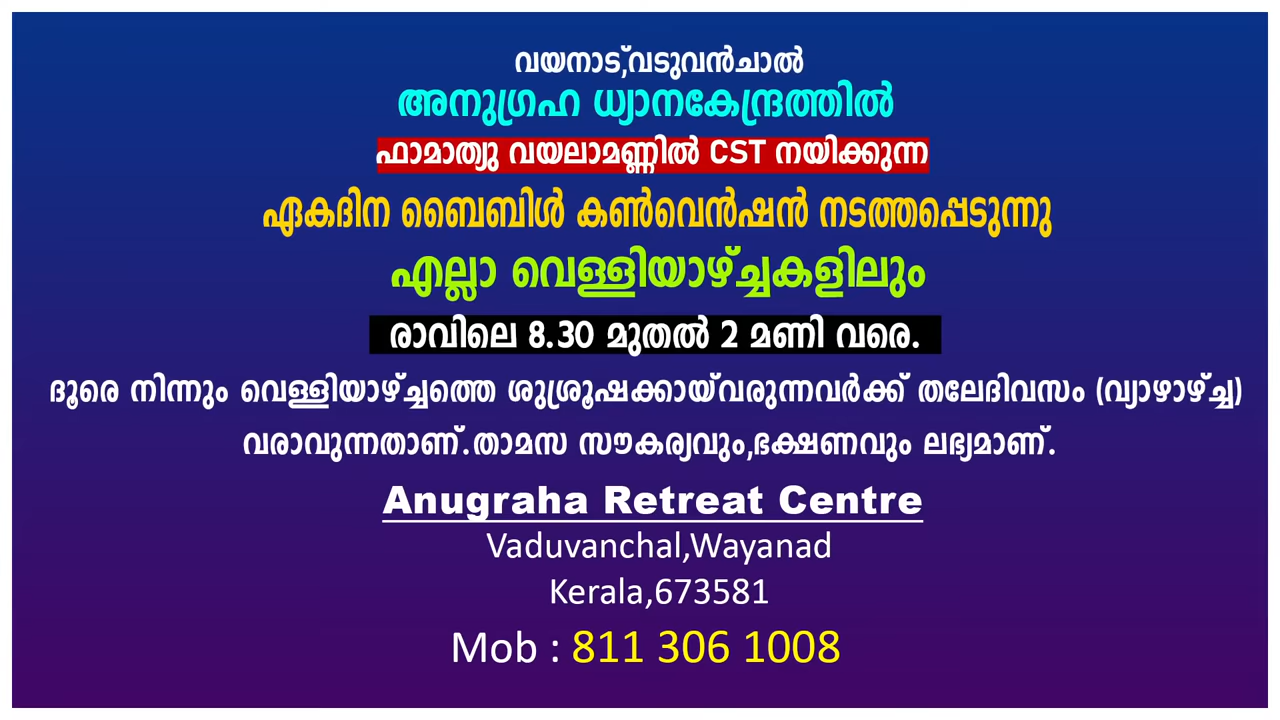 വയനാട്,വടുവൻചാൽ
അനുഗ്രഹ ധ്യാനകേന്ദ്രത്തിൽ
ഫാമാത്യു വയലാമണ്ണിൽ CST നയിക്കുന്ന
ഏകദിന ബൈബിൾ കൺവെൻഷൻ നടത്തപ്പെടുന്നു
എല്ലാ വെള്ളിയാഴ്ച്ചകളിലും
രാവിലെ 8.30 മുതൽ 2 മണി വരെ.
ദൂരെ നിന്നും വെള്ളിയാഴ്ച്ചത്തെ ശുശ്രൂഷക്കായ്‌വരുന്നവർക്ക് തലേദിവസം (വ്യാഴാഴ്ച്ച)
വരാവുന്നതാണ്.താമസ സൗകര്യവും,ഭക്ഷണവും ലഭ്യമാണ്.
Anugraha Retreat Centre
Vaduvanchal,Wayanad
Kerala,673581
Mob : 811 306 1008